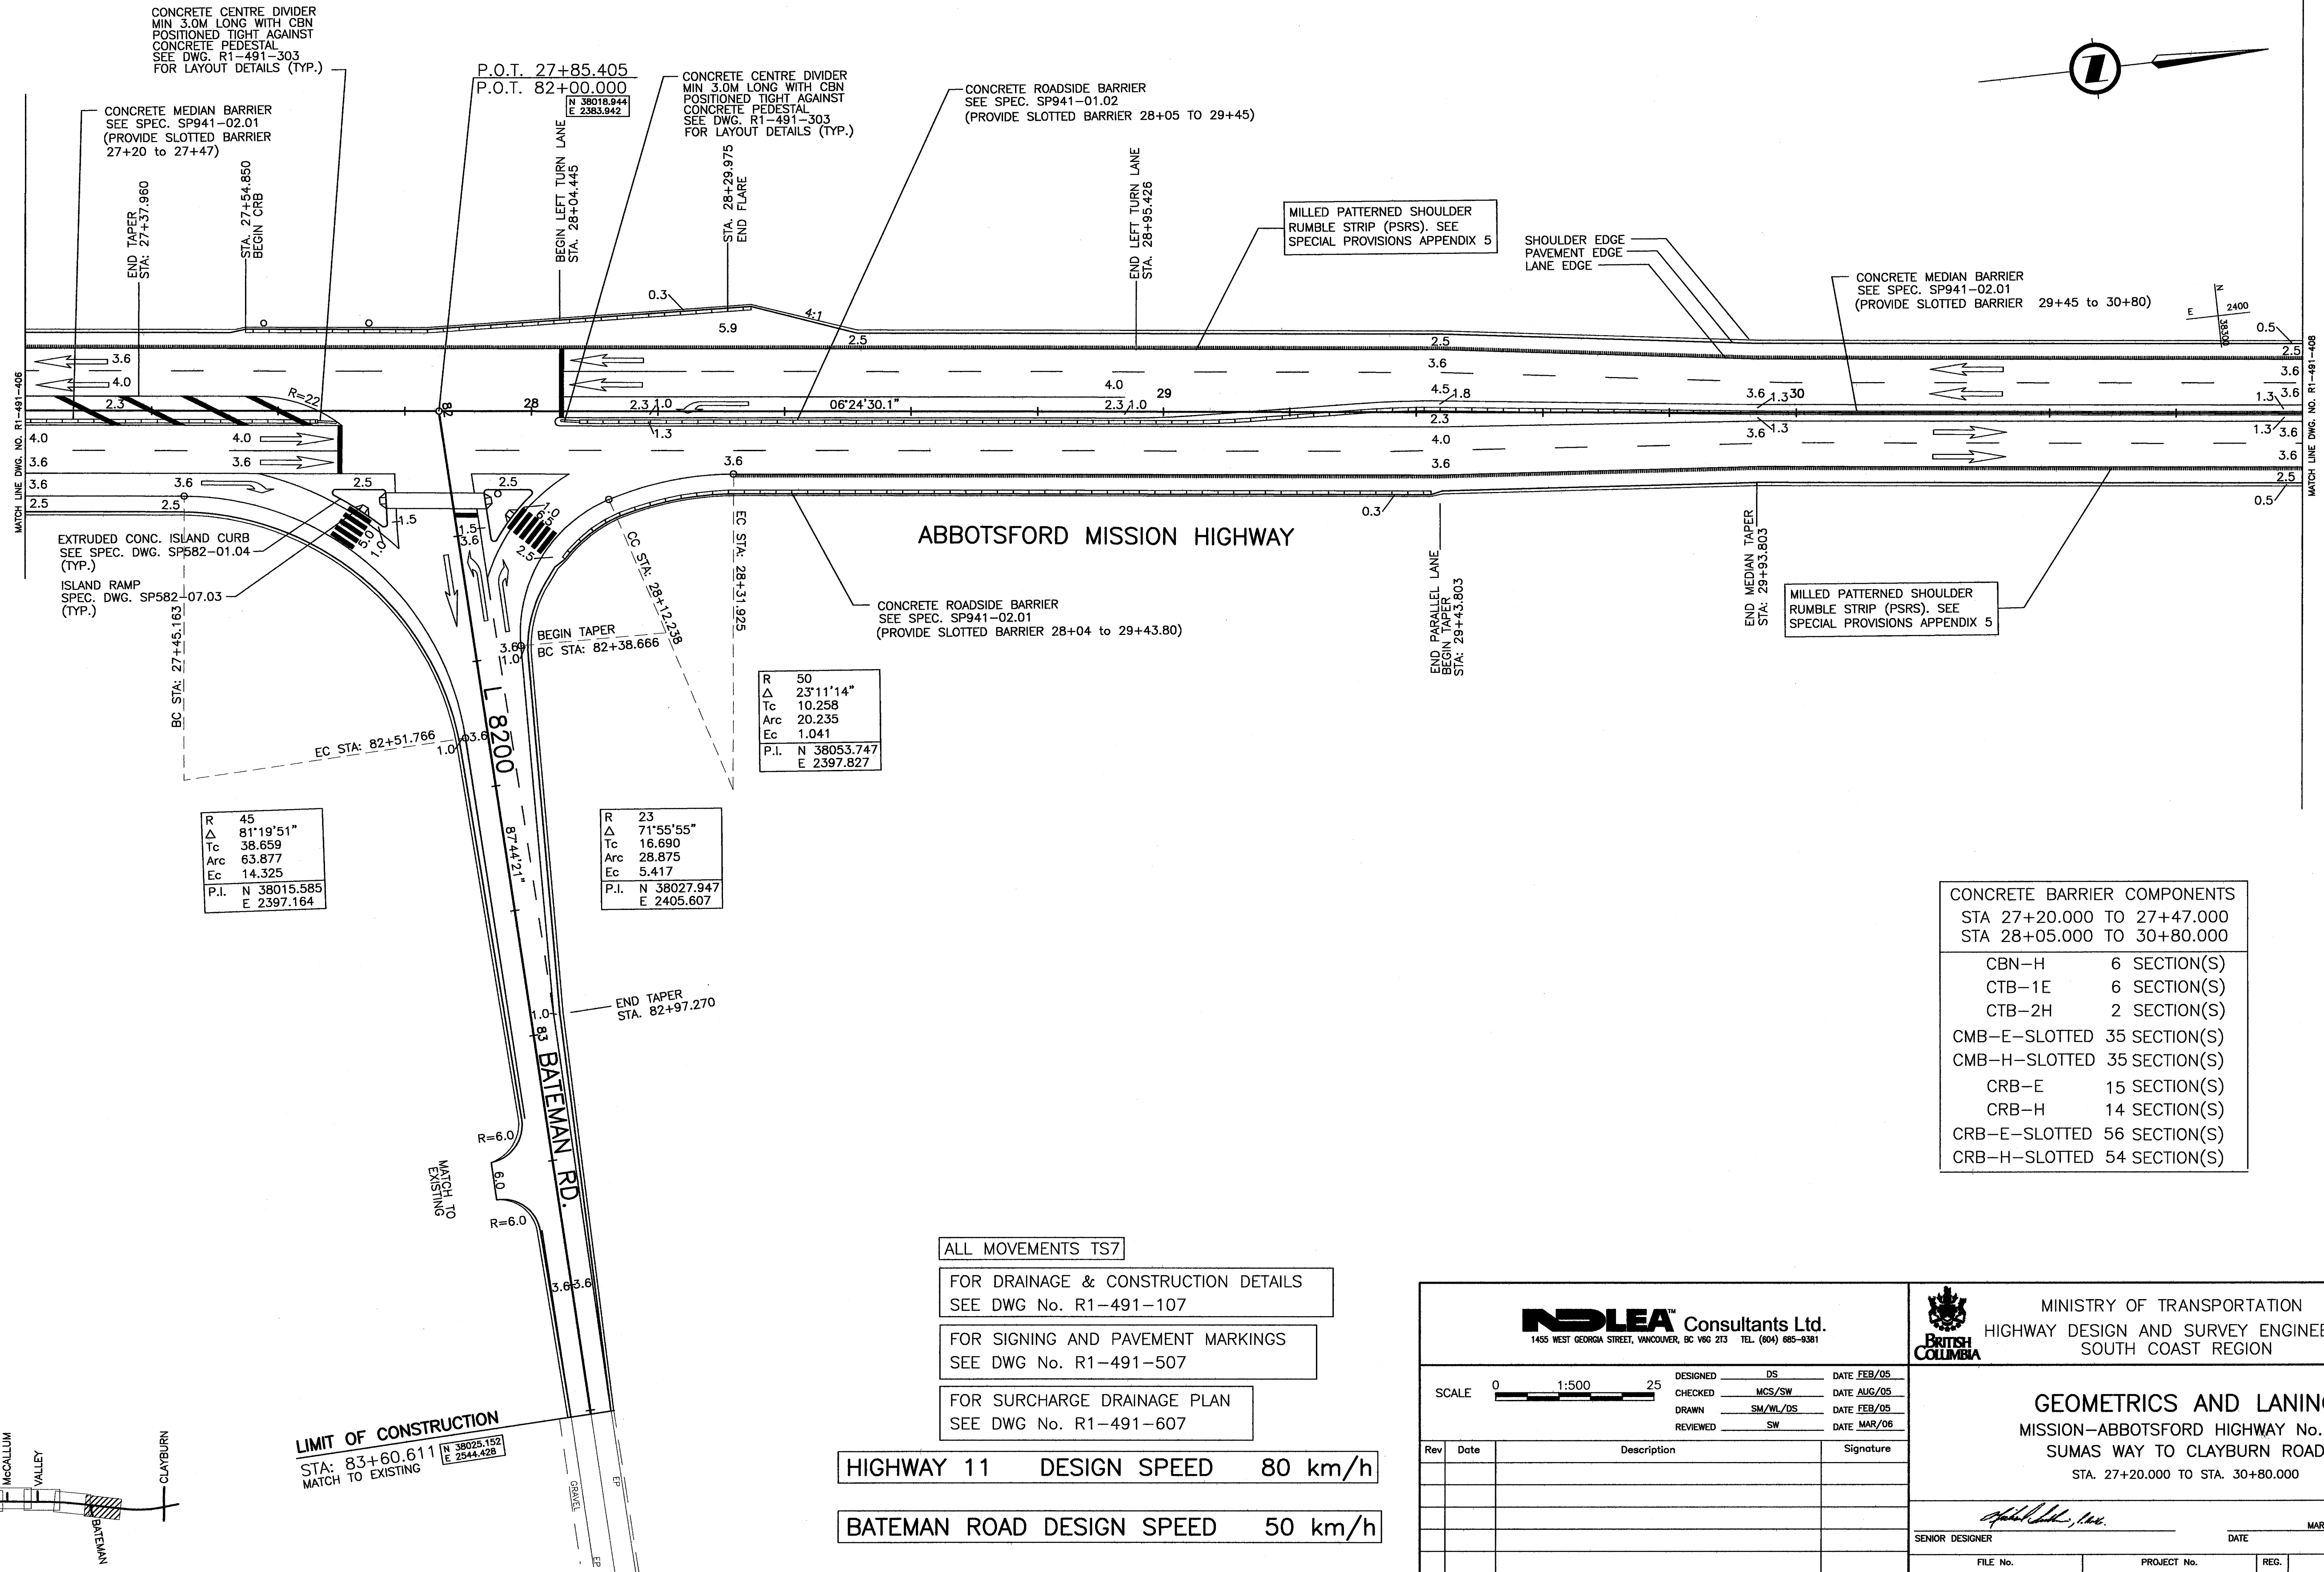 CONCRETE CENTRE DIVIDER
MIN 3.0M LONG WITH CBN
POSITIONED TIGHT AGAINST
CONCRETE PEDESTAL
SEE DWG. R1-491-303
FOR LAYOUT DETAILS (TYP.)
CONCRETE MEDIAN BARRIER
SEE SPEC. SP941-02.01
(PROVIDE SLOTTED BARRIER
27+20 to 27+47)
P.O.T. 27+85.405
P.O.T. 82+00.000
N 38018.944
E 2383.942
CONCRETE CENTRE DIVIDER
MIN 3.0M LONG WITH CBN
POSITIONED TIGHT AGAINST
CONCRETE PEDESTAL
SEE DWG. R1-491-303
FOR LAYOUT DETAILS (TYP.)
CONCRETE ROADSIDE BARRIER
SEE SPEC. SP941-01.02
(PROVIDE SLOTTED BARRIER 28+05 TO 29+45)
END TAPER
STA: 27+37.960
STA. 27+54.850
BEGIN CRB
BEGIN LEFT TURN LANE
STA. 28+04.445
STA. 28+29.975
END FLARE
END LEFT TURN LANE
STA. 28+95.426
MILLED PATTERNED SHOULDER
RUMBLE STRIP (PSRS). SEE
SPECIAL PROVISIONS APPENDIX 5
SHOULDER EDGE
PAVEMENT EDGE
LANE EDGE
CONCRETE MEDIAN BARRIER
SEE SPEC. SP941-02.01
(PROVIDE SLOTTED BARRIER 29+45 to 30+80)
N
E 2400
38300
0.3
5.9
4:1
2.5
2.5
0.5
2.5
3.6
3.6
3.6
4.0
4.0
4.5
1.8
3.6
1.3
30
1.3
3.6
R=22
2.3
82
28
2.3
1.0
06°24'30.1"
2.3
1.0
29
1.3
2.3
3.6
1.3
1.3
3.6
4.0
4.0
4.0
3.6
3.6
3.6
3.6
3.6
3.6
3.6
2.5
2.5
2.5
2.5
2.5
0.5
0.3
MATCH LINE DWG. NO. R1-491-406
MATCH LINE DWG. NO. R1-491-408
1.5
1.5
3.6
5.0
1.0
1.0
6.5
2.5
EXTRUDED CONC. ISLAND CURB
SEE SPEC. DWG. SP582-01.04
(TYP.)
ISLAND RAMP
SPEC. DWG. SP582-07.03
(TYP.)
ABBOTSFORD MISSION HIGHWAY
CONCRETE ROADSIDE BARRIER
SEE SPEC. SP941-02.01
(PROVIDE SLOTTED BARRIER 28+04 to 29+43.80)
BC STA: 27+45.163
CC STA: 28+12.238
EC STA: 28+31.925
END PARALLEL LANE
BEGIN TAPER
STA: 29+43.803
END MEDIAN TAPER
STA: 29+93.803
MILLED PATTERNED SHOULDER
RUMBLE STRIP (PSRS). SEE
SPECIAL PROVISIONS APPENDIX 5
BEGIN TAPER
BC STA: 82+38.666
3.6
1.0
EC STA: 82+51.766
1.0
3.6
L 8200
87°44'21"
R 50
Δ 23°11'14"
Tc 10.258
Arc 20.235
Ec 1.041
P.I. N 38053.747
E 2397.827
R 45
Δ 81°19'51"
Tc 38.659
Arc 63.877
Ec 14.325
P.I. N 38015.585
E 2397.164
R 23
Δ 71°55'55"
Tc 16.690
Arc 28.875
Ec 5.417
P.I. N 38027.947
E 2405.607
END TAPER
STA. 82+97.270
1.0
83
BATEMAN RD.
R=6.0
6.0
R=6.0
MATCH TO
EXISTING
3.6
3.6
CONCRETE BARRIER COMPONENTS
STA 27+20.000 TO 27+47.000
STA 28+05.000 TO 30+80.000
CBN-H 6 SECTION(S)
CTB-1E 6 SECTION(S)
CTB-2H 2 SECTION(S)
CMB-E-SLOTTED 35 SECTION(S)
CMB-H-SLOTTED 35 SECTION(S)
CRB-E 15 SECTION(S)
CRB-H 14 SECTION(S)
CRB-E-SLOTTED 56 SECTION(S)
CRB-H-SLOTTED 54 SECTION(S)
LIMIT OF CONSTRUCTION
STA: 83+60.611
N 38025.152
E 2544.428
MATCH TO EXISTING
GRAVEL
EP
EP
McCALLUM
VALLEY
BATEMAN
CLAYBURN
ALL MOVEMENTS TS7
FOR DRAINAGE & CONSTRUCTION DETAILS
SEE DWG No. R1-491-107
FOR SIGNING AND PAVEMENT MARKINGS
SEE DWG No. R1-491-507
FOR SURCHARGE DRAINAGE PLAN
SEE DWG No. R1-491-607
HIGHWAY 11 DESIGN SPEED 80 km/h
BATEMAN ROAD DESIGN SPEED 50 km/h
NDLEA™ Consultants Ltd.
1455 WEST GEORGIA STREET, VANCOUVER, BC V6G 2T3 TEL. (604) 685-9381
SCALE 0 1:500 25
DESIGNED DS DATE FEB/05
CHECKED MCS/SW DATE AUG/05
DRAWN SM/WL/DS DATE FEB/05
REVIEWED SW DATE MAR/06
Rev Date Description Signature
BRITISH
COLUMBIA
MINISTRY OF TRANSPORTATION
HIGHWAY DESIGN AND SURVEY ENGINEE
SOUTH COAST REGION
GEOMETRICS AND LANING
MISSION-ABBOTSFORD HIGHWAY No.
SUMAS WAY TO CLAYBURN ROAD
STA. 27+20.000 TO STA. 30+80.000
SENIOR DESIGNER
DATE
MAR
FILE No.
PROJECT No.
REG.